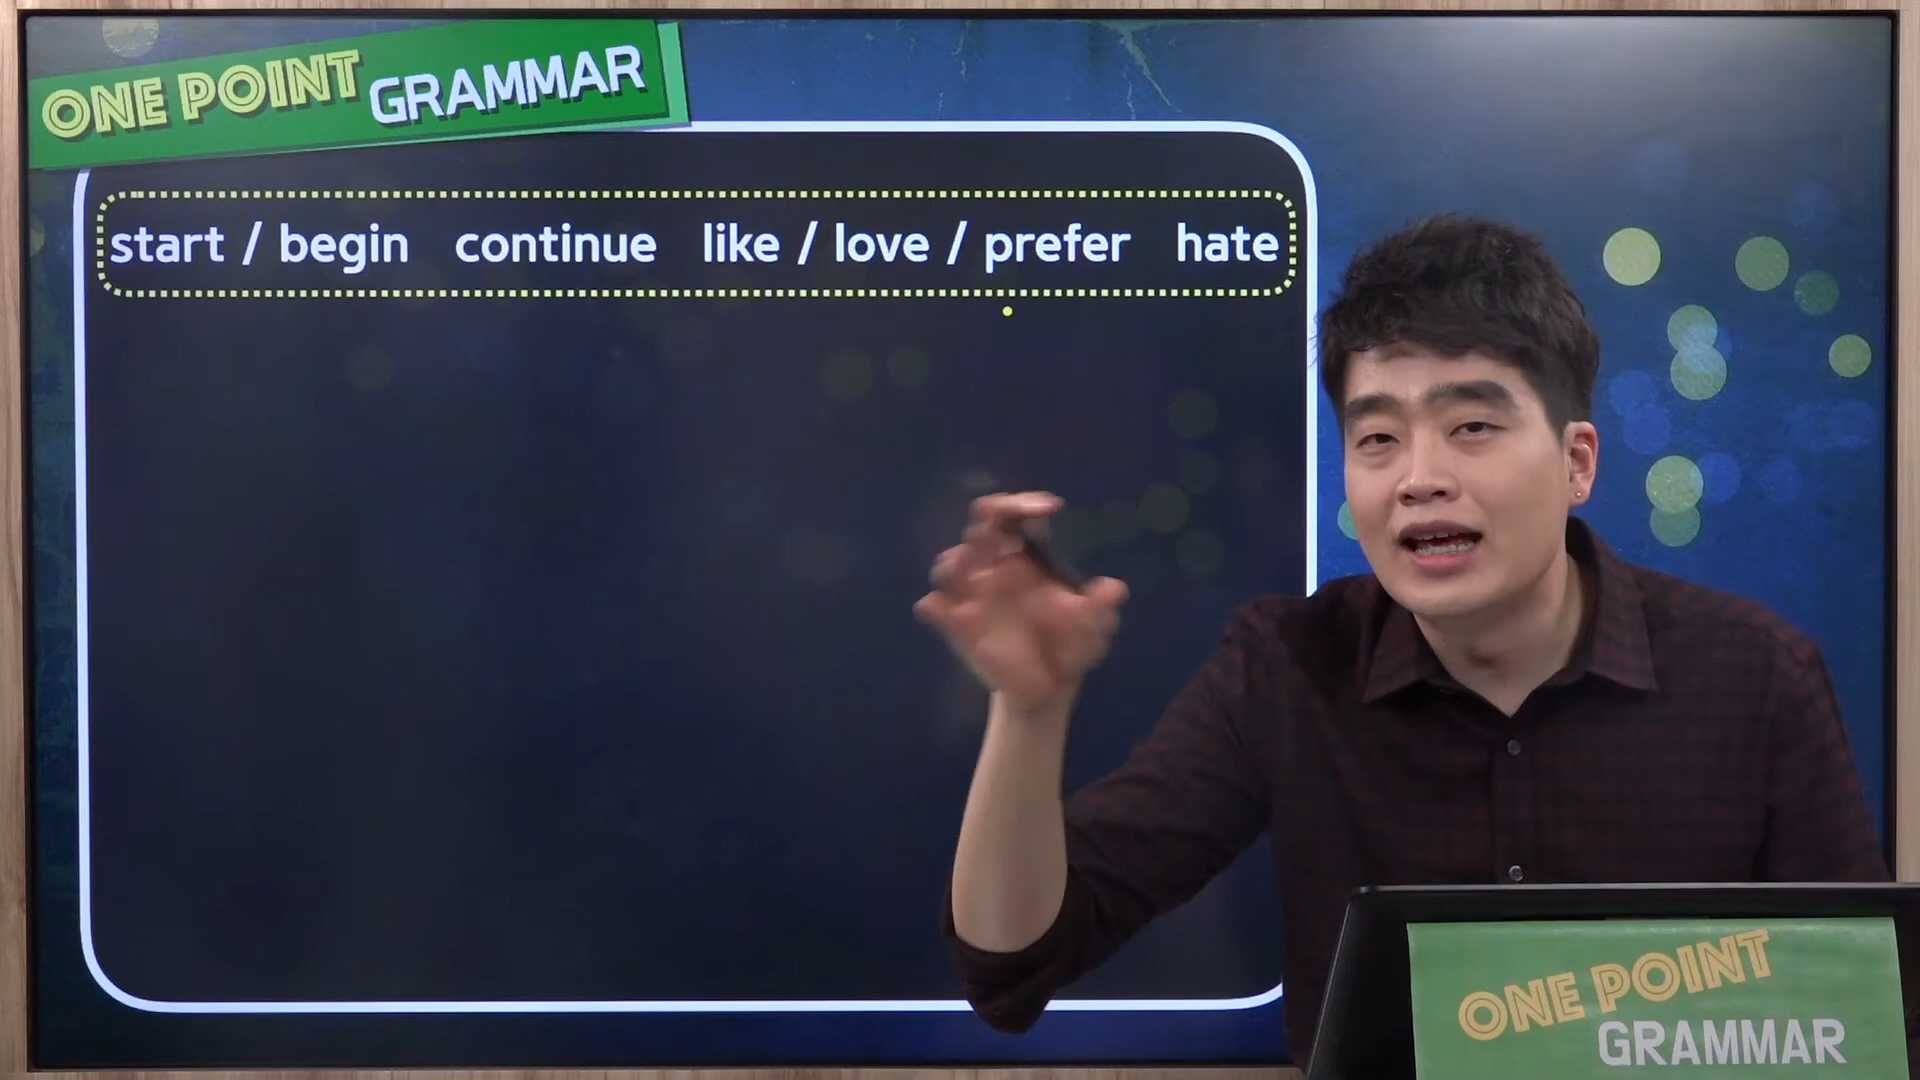 ONE POINT GRAMMAR
start / begin continue like / love / prefer hate
ONE POINT
GRAMMAR